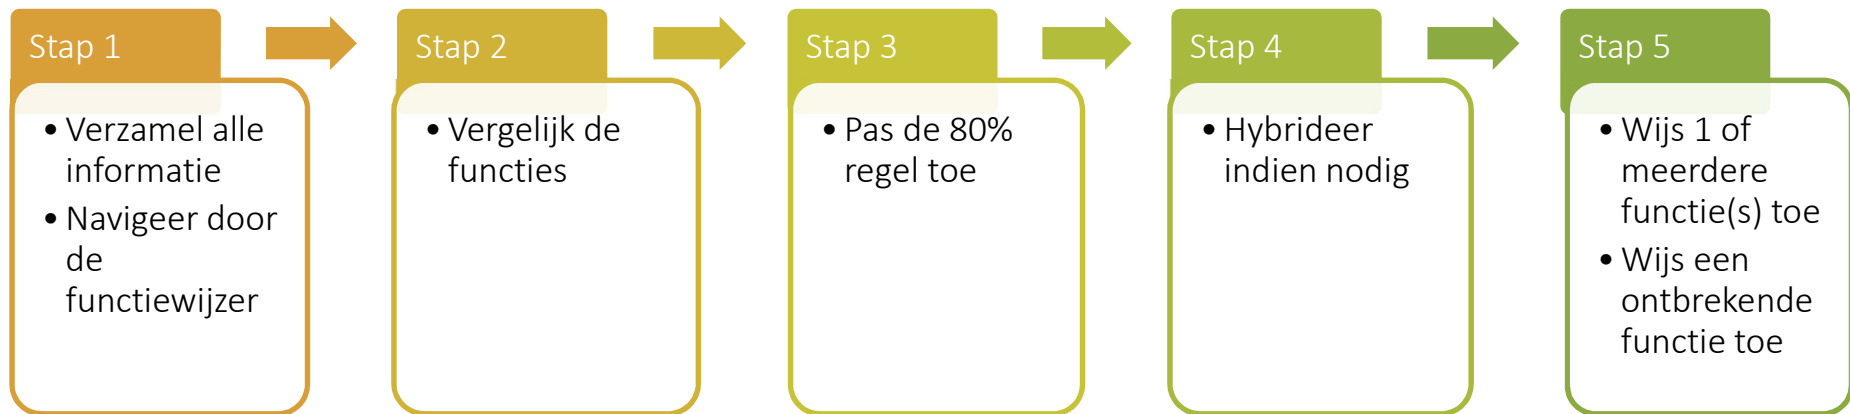 Stap 1
• Verzamel alle
informatie
• Navigeer door
de
functiewijzer
Stap 2
• Vergelijk de
functies
Stap 3
• Pas de 80%
regel toe
Stap 4
• Hybrideer
indien nodig
Stap 5
• Wijs 1 of
meerdere
functie(s) toe
• Wijs een
ontbrekende
functie toe